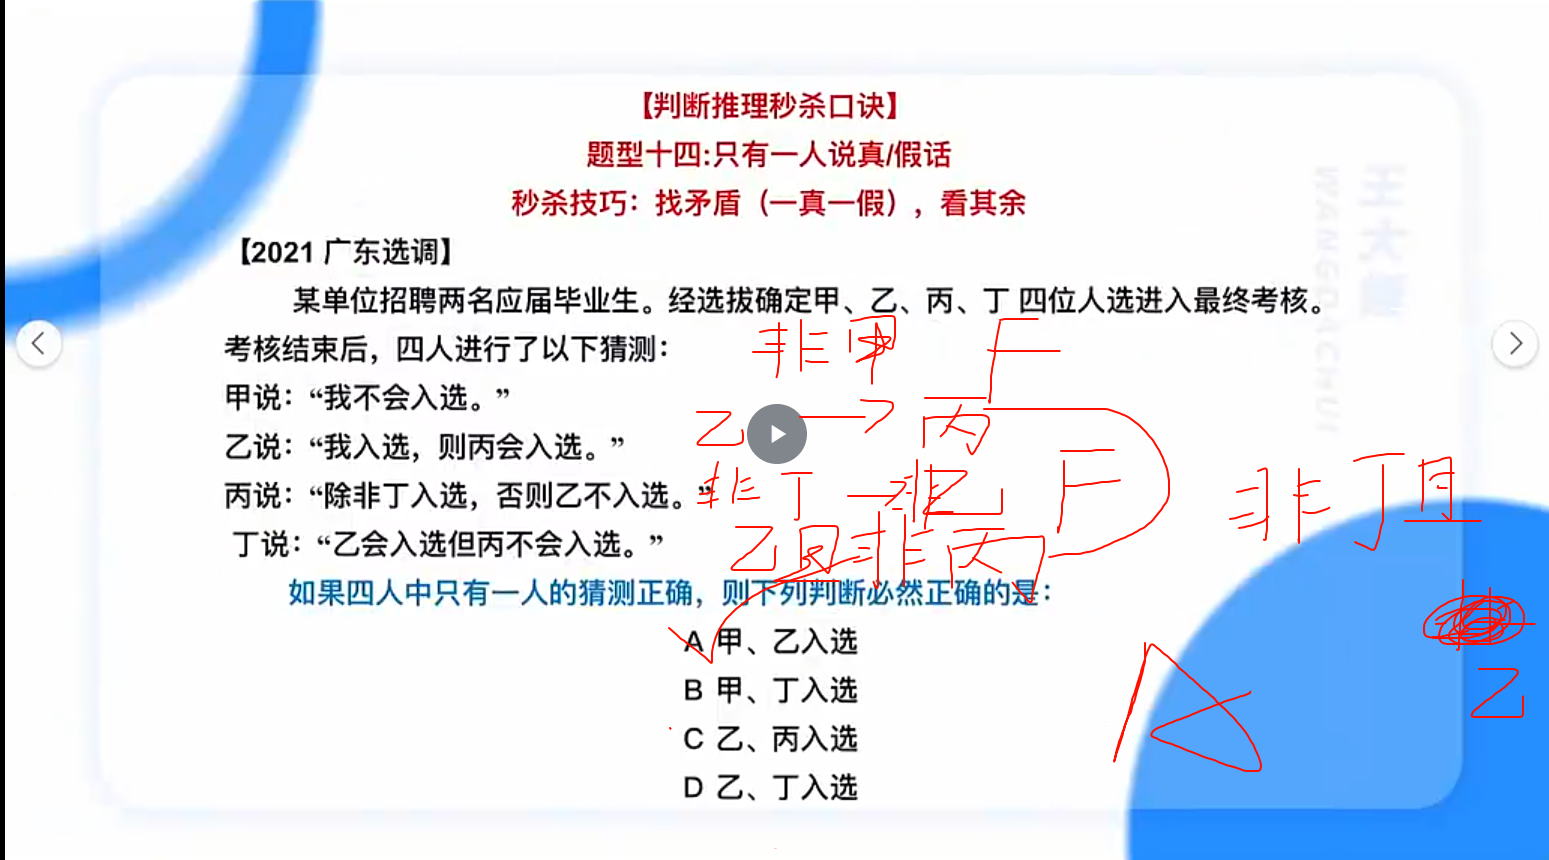 【判断推理秒杀口诀】
题型十四:只有一人说真/假话
秒杀技巧：找矛盾（一真一假），看其余
【2021 广东选调】
某单位招聘两名应届毕业生。经选拔确定甲、乙、丙、丁 四位人选进入最终考核。
考核结束后，四人进行了以下猜测：
非甲 F
甲说：“我不会入选。”
乙说：“我入选，则丙会入选。”
乙 → 丙
丙说：“除非丁入选，否则乙不入选。”
非丁 → 非乙 F
非丁且
丁说：“乙会入选但丙不会入选。”
乙且非丙
如果四人中只有一人的猜测正确，则下列判断必然正确的是：
A 甲、乙入选
B 甲、丁入选
乙
C 乙、丙入选
A
D 乙、丁入选
王大
WANGDACHUI